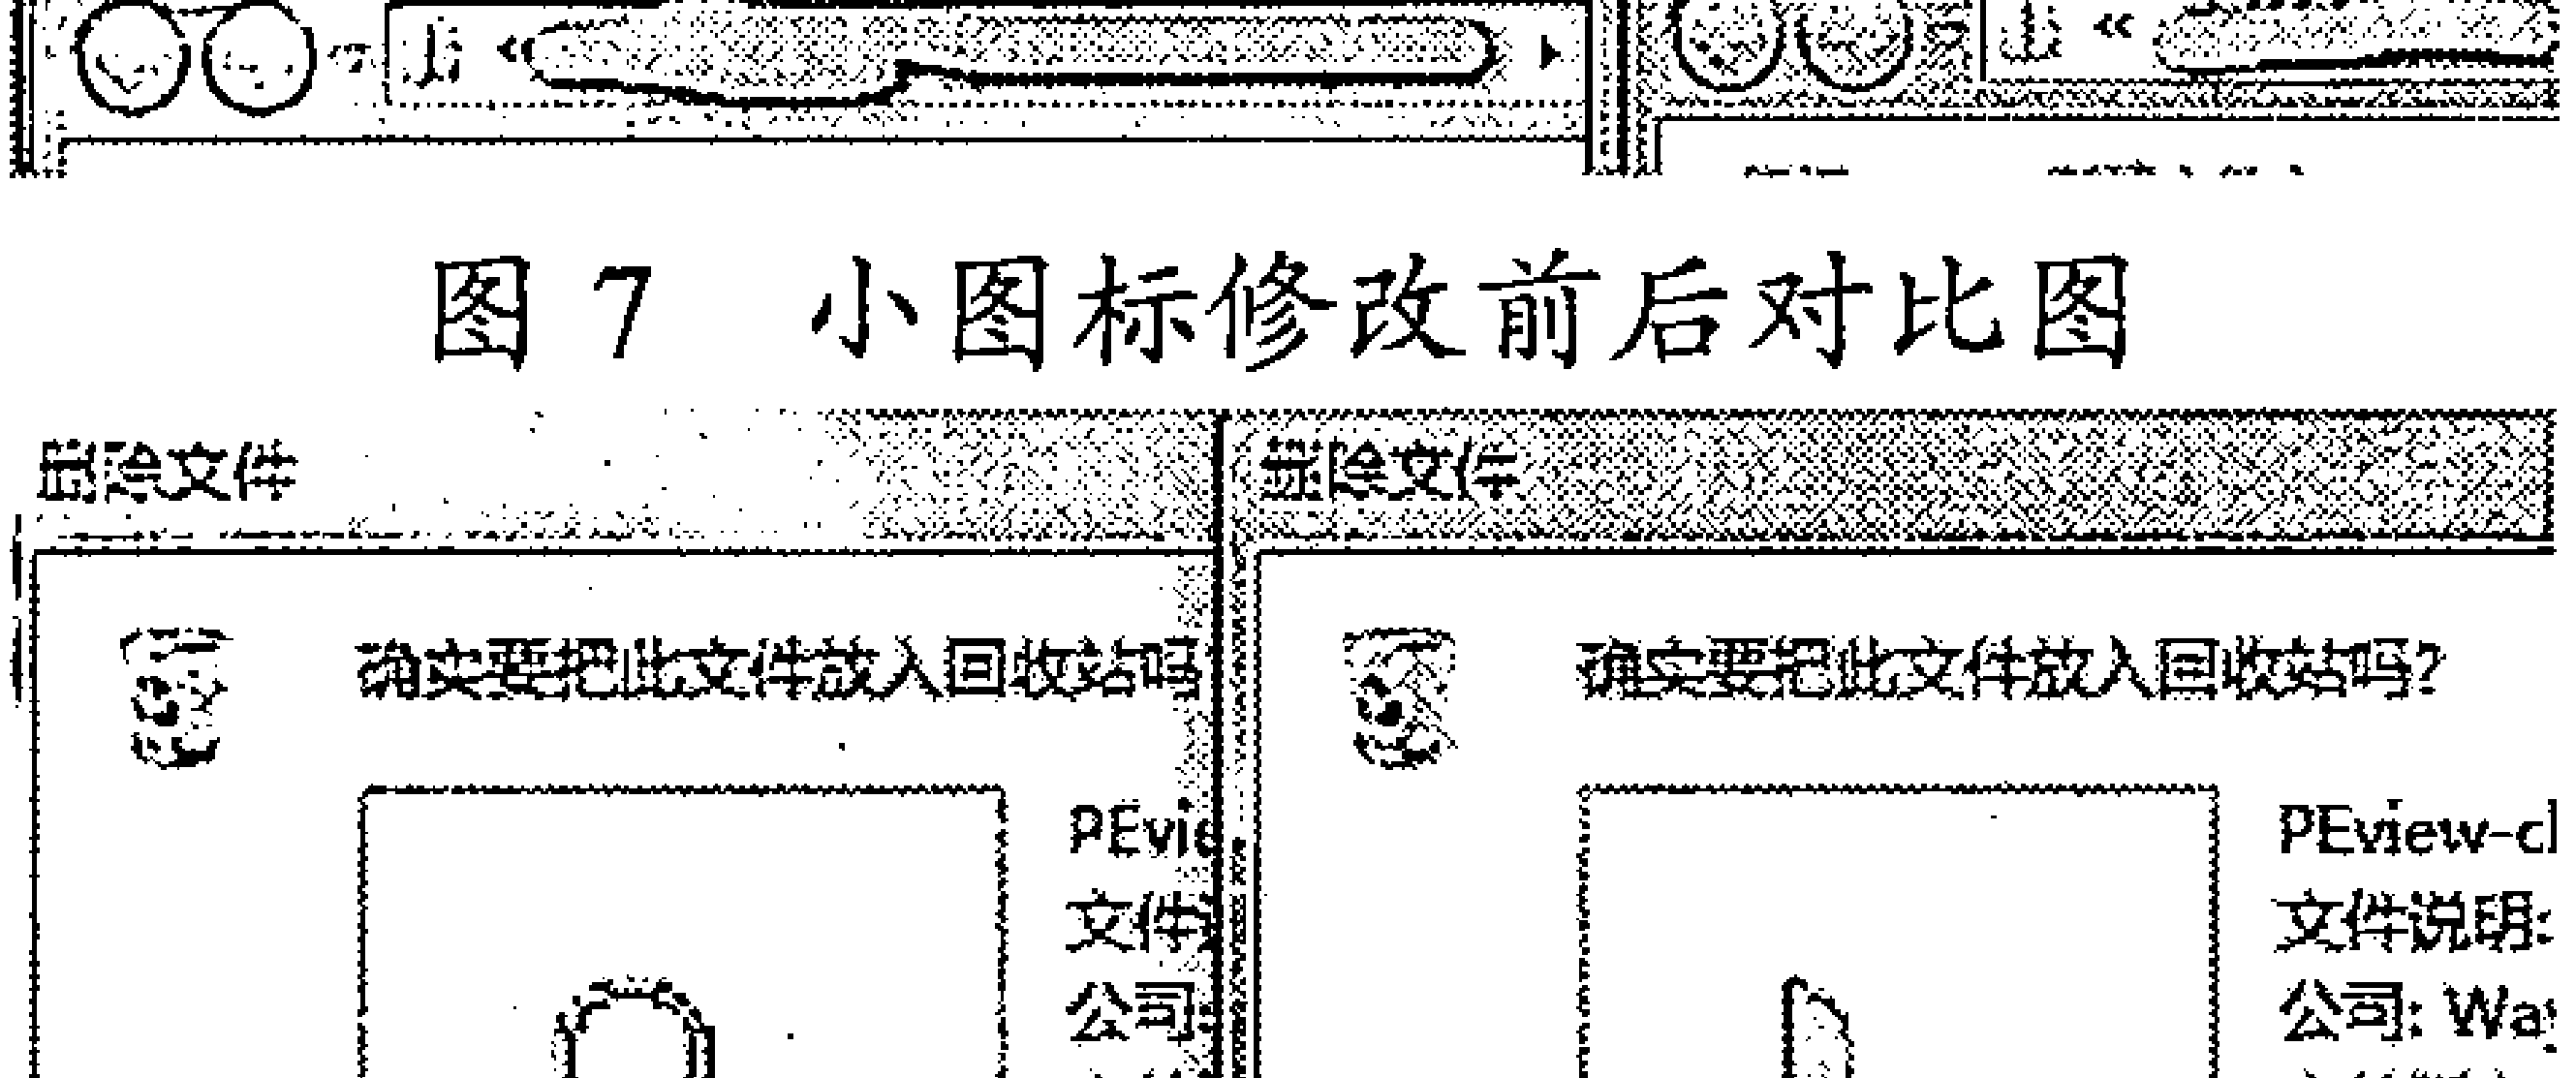 图 7 小图标修改前后对比图
删除文件
删除文件
确实要把此文件放入回收站吗
确实要把此文件放入回收站吗?
PEvie
文件
公司:
PEview-cl
文件说明:
公司: Way